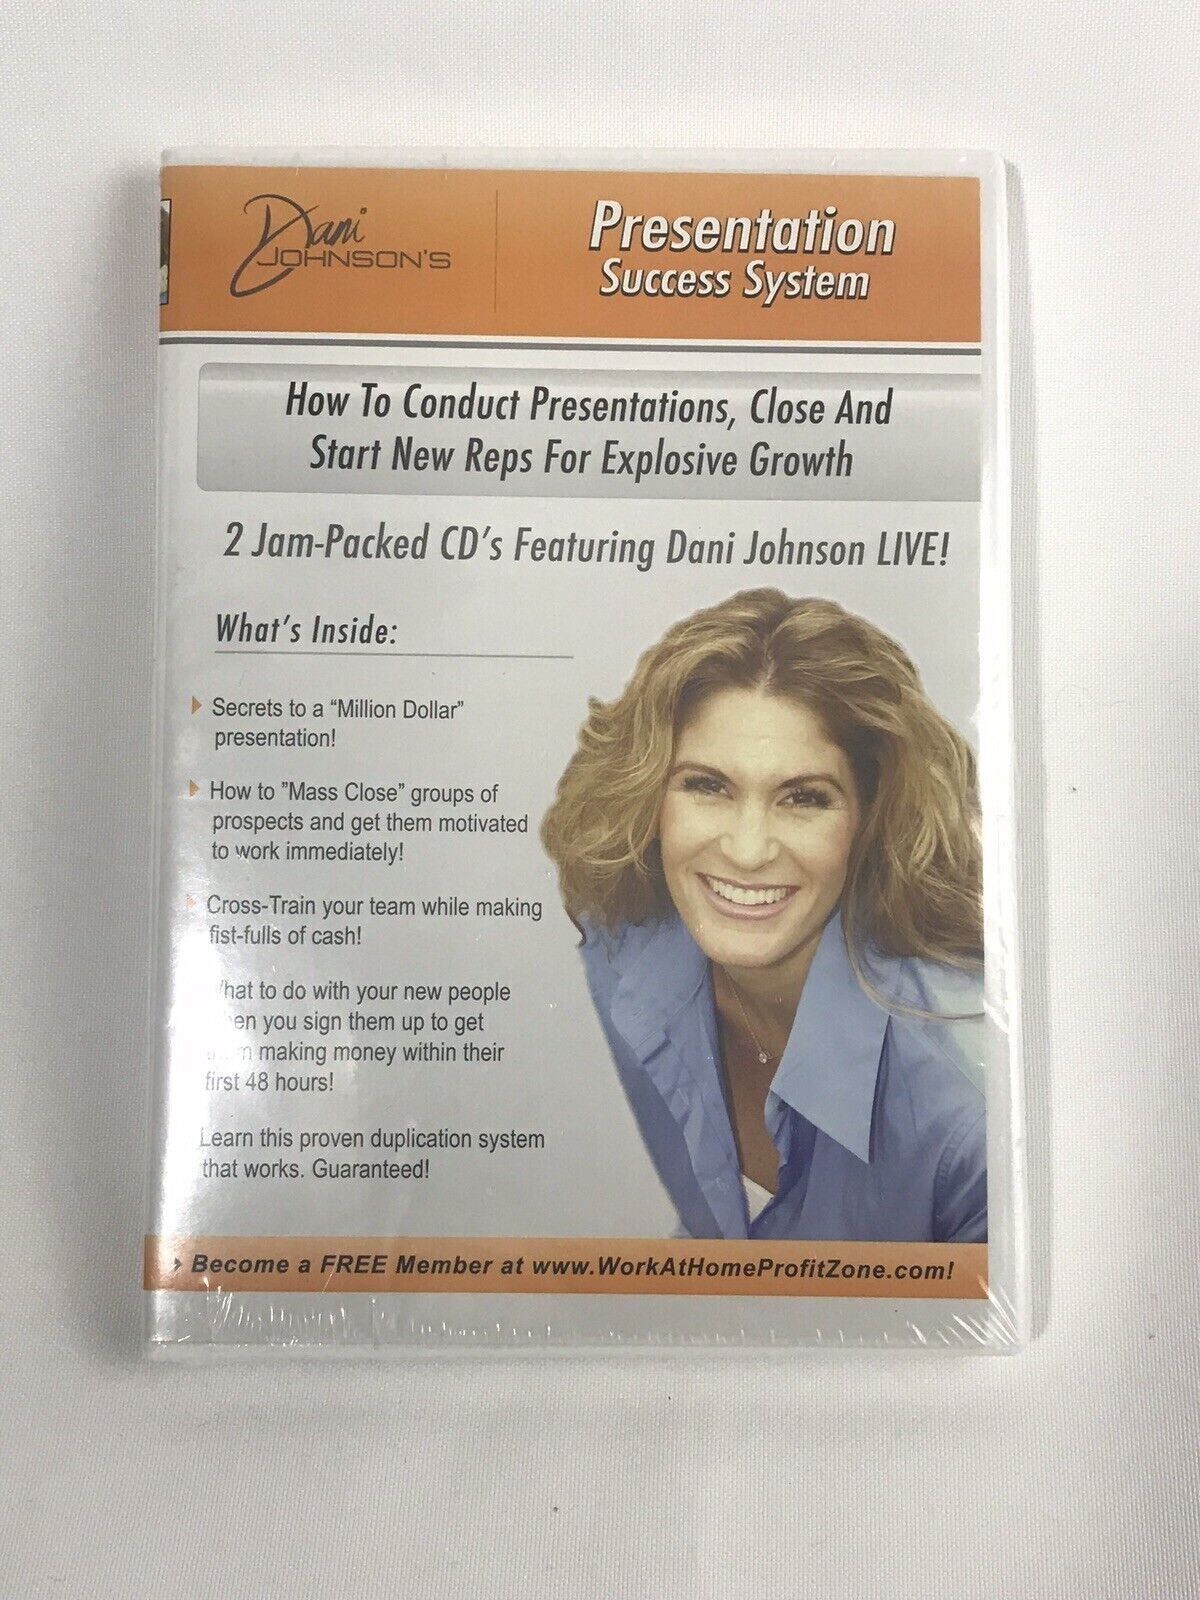 Dani
JOHNSON'S
Presentation
Success System
How To Conduct Presentations, Close And
Start New Reps For Explosive Growth
2 Jam-Packed CD's Featuring Dani Johnson LIVE!
What's Inside:
Secrets to a “Million Dollar”
presentation!
How to ”Mass Close” groups of
prospects and get them motivated
to work immediately!
Cross-Train your team while making
fist-fulls of cash!
What to do with your new people
when you sign them up to get
them making money within their
first 48 hours!
Learn this proven duplication system
that works. Guaranteed!
Become a FREE Member at www.WorkAtHomeProfitZone.com!